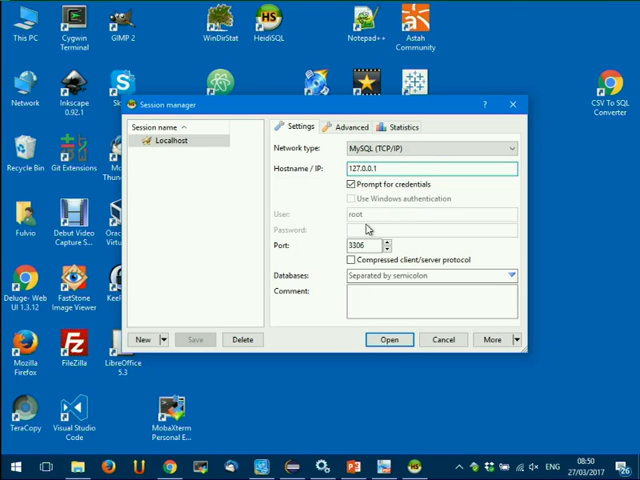 This PC
Cygwin
Terminal
GIMP 2
WinDirStat
HeidiSQL
Notepad++
Astah
Community
Network
Inkscape
0.92.1
CSV To SQL
Converter
Session manager
?
Session name
Localhost
Settings
Advanced
Statistics
Network type:
MySQL (TCP/IP)
Hostname / IP:
127.0.0.1
Prompt for credentials
Use Windows authentication
User:
root
Password:
Port:
3306
Compressed client/server protocol
Databases:
Separated by semicolon
Comment:
New
Save
Delete
Open
Cancel
More
Recycle Bin
Git Extensions
Fulvio
Debut Video
Capture S...
Deluge- Web
UI 1.3.12
FastStone
Image Viewer
Mozilla
Firefox
FileZilla
LibreOffice
5.3
TeraCopy
Visual Studio
Code
MobaXterm
Personal E...
ENG
08:50
27/03/2017
26